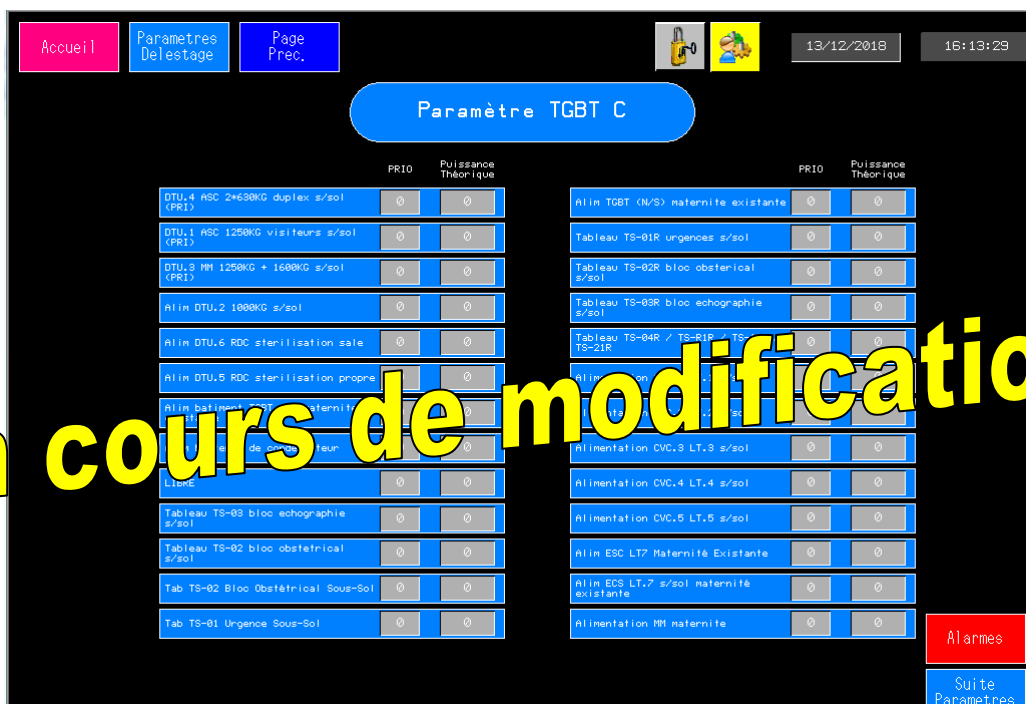 Accueil
Parametres
Delestage
Page
Prec.
13/12/2018
16:13:29
Paramètre TGBT C
PRIO
Puissance
Théorique
PRIO
Puissance
Théorique
DTU.4 ASC 2*630KG duplex s/sol
(PRI)
0
0
DTU.1 ASC 1250KG visiteurs s/sol
(PRI)
0
0
DTU.3 MM 1250KG + 1600KG s/sol
(PRI)
0
0
Alim DTU.2 1000KG s/sol
0
0
Alim DTU.6 RDC sterilisation sale
0
0
Alim DTU.5 RDC sterilisation propre
0
Alim batiment
0
LIBRE
0
0
Tableau TS-03 bloc echographie
s/sol
0
0
Tableau TS-02 bloc obstetrical
s/sol
0
0
Tab TS-02 Bloc Obstétrical Sous-Sol
0
0
Tab TS-01 Urgence Sous-Sol
0
0
Alim TGBT (N/S) maternite existante
0
0
Tableau TS-01R urgences s/sol
0
0
Tableau TS-02R bloc obsterical
s/sol
0
0
Tableau TS-03R bloc echographie
s/sol
0
0
Tableau TS-04R / TS-R1R /
TS-21R
Alimentation CVC.3 LT.3 s/sol
0
0
Alimentation CVC.4 LT.4 s/sol
0
0
Alimentation CVC.5 LT.5 s/sol
0
0
Alim ESC LT7 Maternité Existante
0
0
Alim ECS LT.7 s/sol maternité
existante
0
0
Alimentation MM maternite
0
0
cours de modificatio
Alarmes
Suite
Parametres